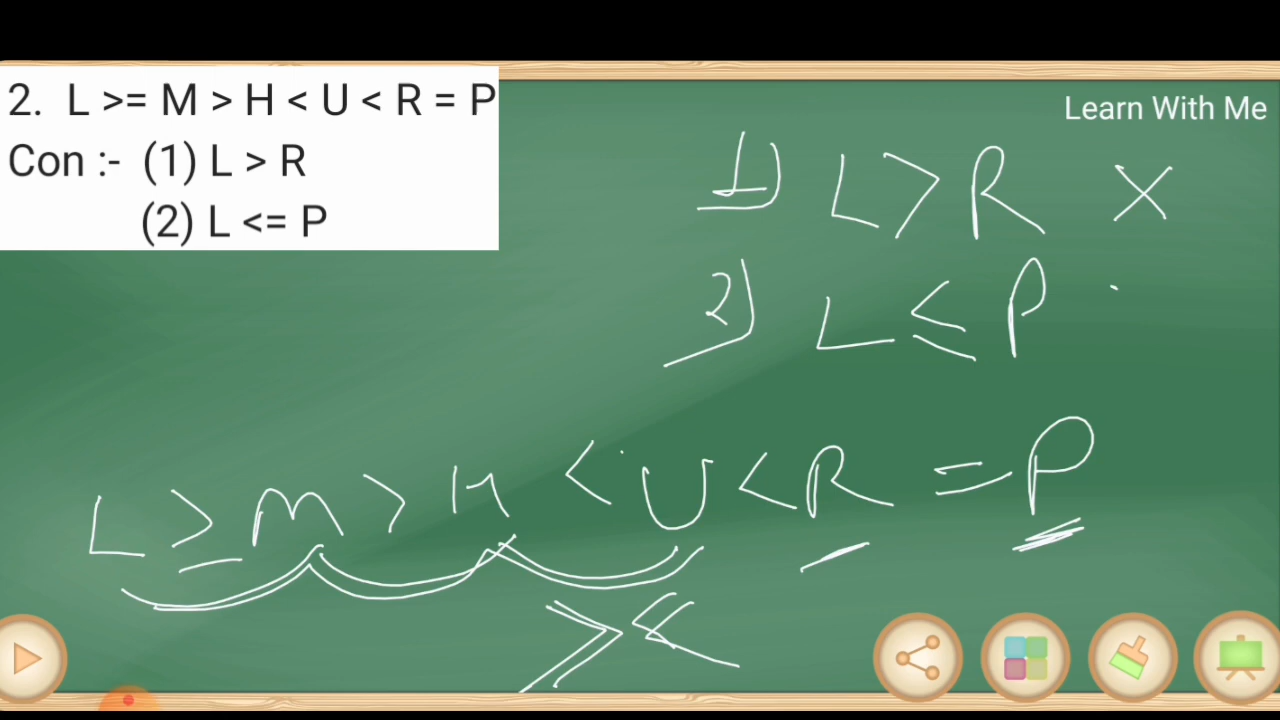 2. L >= M > H < U < R = P
Con :- (1) L > R
(2) L <= P
Learn With Me
1) L > R ×
2) L ≤ P
L ≥ M > H < U < R = P
> <